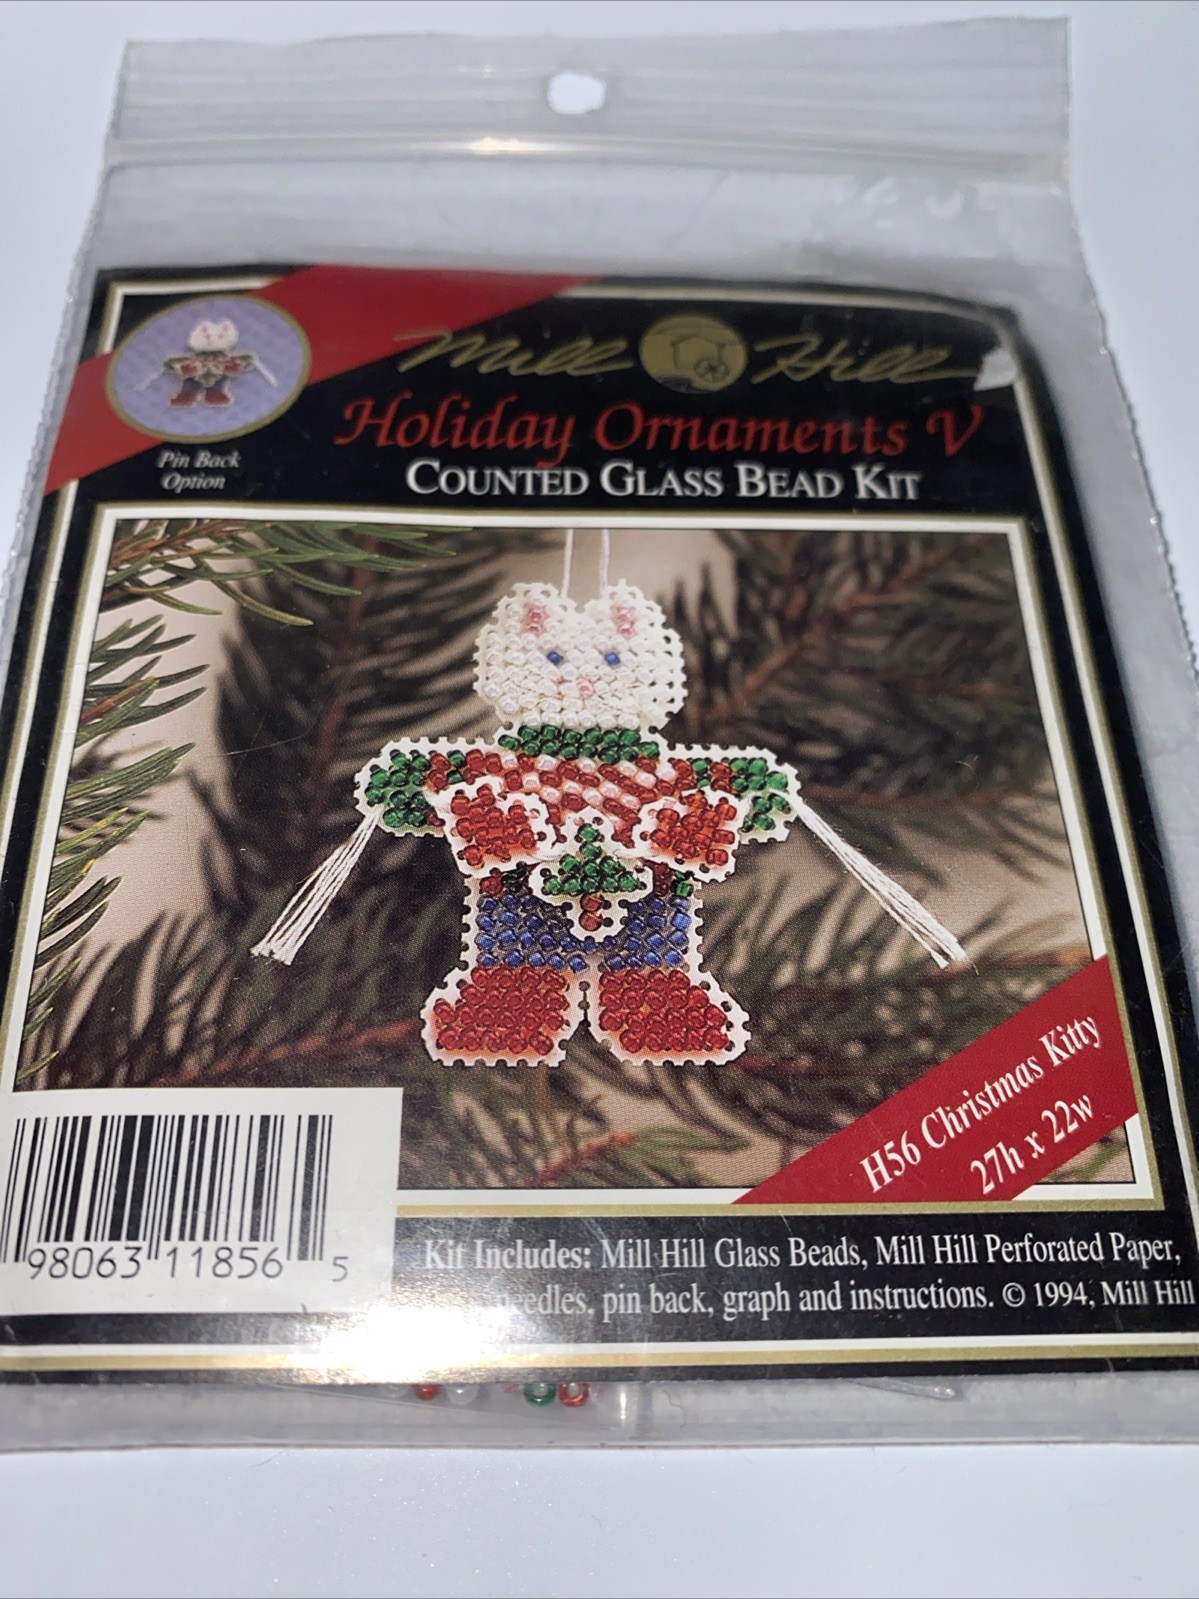 Mill Hill
Holiday Ornaments V
COUNTED GLASS BEAD KIT
Pin Back
Option
H56 Christmas Kitty
27h x 22w
98063 11856 5
Kit Includes: Mill Hill Glass Beads, Mill Hill Perforated Paper,
needles, pin back, graph and instructions. © 1994, Mill Hill